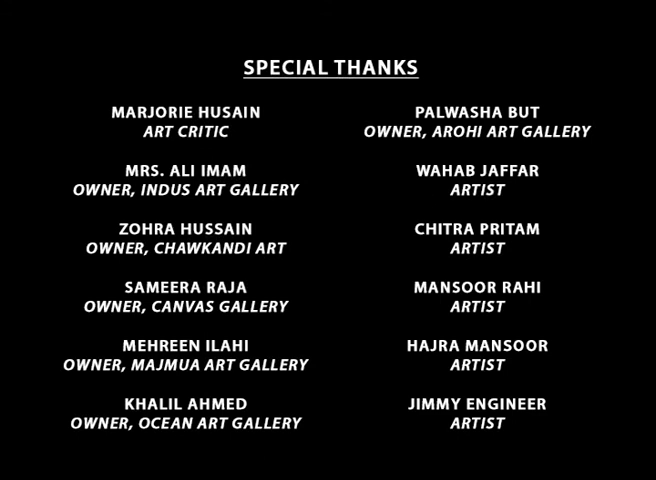 SPECIAL THANKS
MARJORIE HUSAIN
ART CRITIC
MRS. ALI IMAM
OWNER, INDUS ART GALLERY
ZOHRA HUSSAIN
OWNER, CHAWKANDI ART
SAMEERA RAJA
OWNER, CANVAS GALLERY
MEHREEN ILAHI
OWNER, MAJMUA ART GALLERY
KHALIL AHMED
OWNER, OCEAN ART GALLERY
PALWASHA BUT
OWNER, AROHI ART GALLERY
WAHAB JAFFAR
ARTIST
CHITRA PRITAM
ARTIST
MANSOOR RAHI
ARTIST
HAJRA MANSOOR
ARTIST
JIMMY ENGINEER
ARTIST